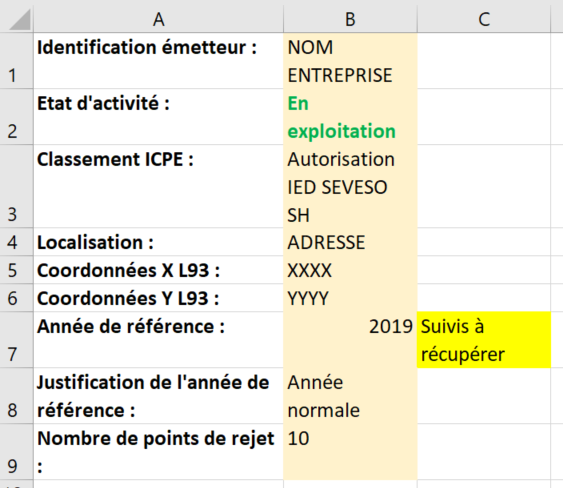 A B C
1 Identification émetteur : NOM
ENTREPRISE
2 Etat d'activité : En
exploitation
3 Classement ICPE : Autorisation
IED SEVESO
SH
4 Localisation : ADRESSE
5 Coordonnées X L93 : XXXX
6 Coordonnées Y L93 : YYYY
7 Année de référence : 2019 Suivis à
récupérer
8 Justification de l'année de Année
référence : normale
9 Nombre de points de rejet 10
: